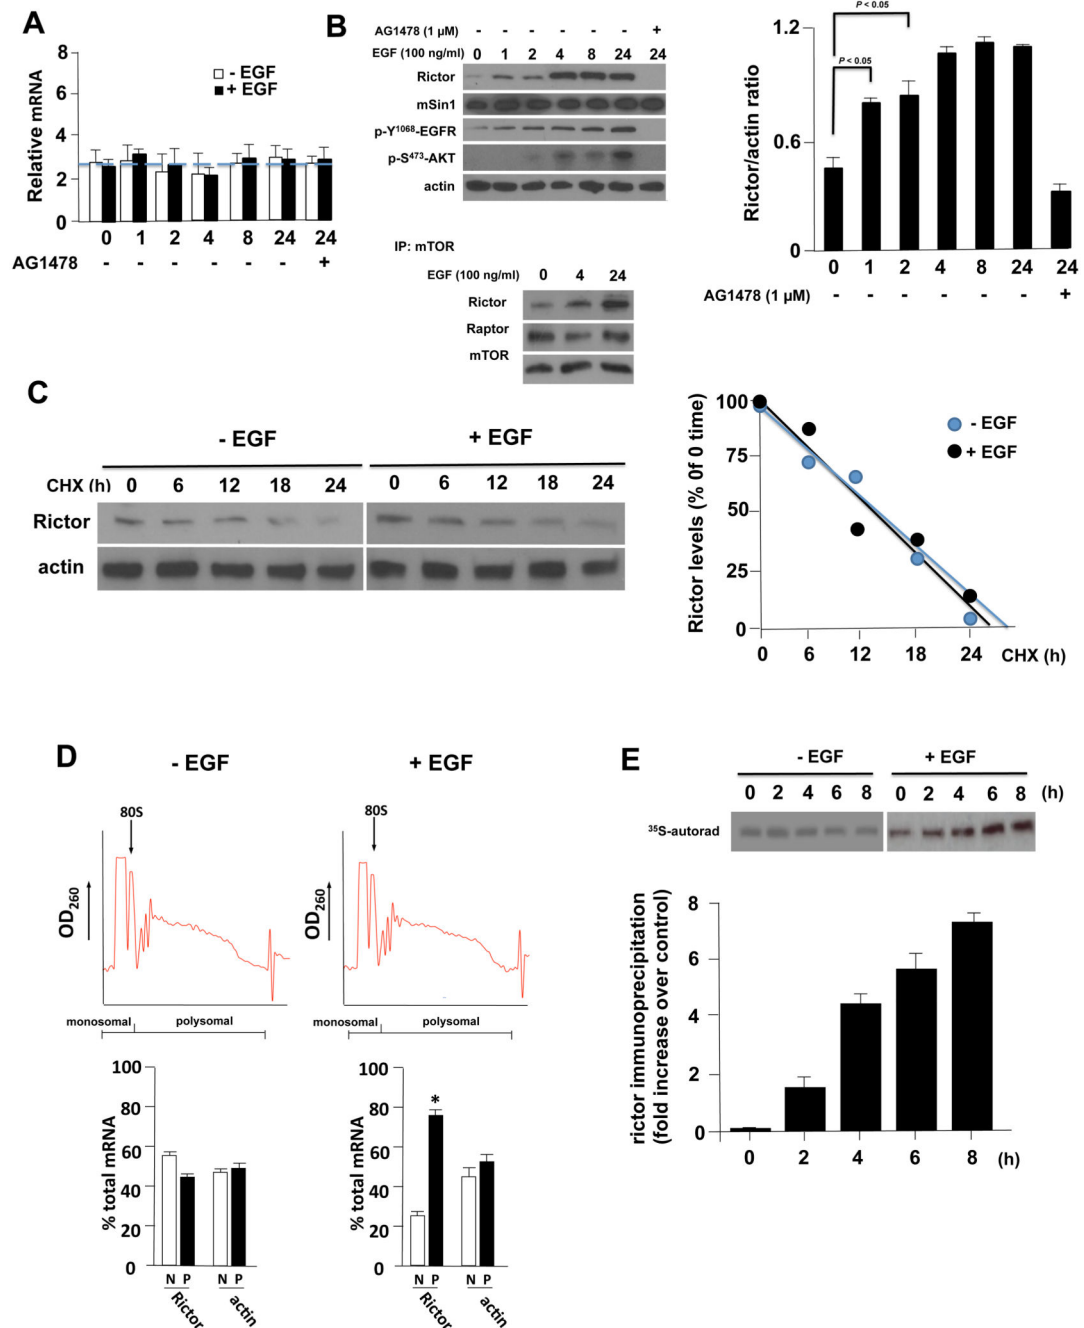 A
8
6
4
2
0
Relative mRNA
- EGF
+ EGF
0 1 2 4 8 24 24
AG1478 - - - - - - +
B
AG1478 (1 µM) - - - - - - +
EGF (100 ng/ml) 0 1 2 4 8 24 24
Rictor
mSin1
p-Y1068-EGFR
p-S473-AKT
actin
IP: mTOR
EGF (100 ng/ml) 0 4 24
Rictor
Raptor
mTOR
P < 0.05
P < 0.05
1.2
0.6
0
Rictor/actin ratio
0 1 2 4 8 24 24
AG1478 (1 µM) - - - - - - +
C
- EGF + EGF
CHX (h) 0 6 12 18 24 0 6 12 18 24
Rictor
actin
100
75
50
25
0
Rictor levels (% 0f 0 time)
- EGF
+ EGF
0 6 12 18 24 CHX (h)
D
- EGF + EGF
80S 80S
OD260 OD260
monosomal polysomal monosomal polysomal
100
80
60
40
20
0
% total mRNA
N P N P
Rictor actin
100
80
60
40
20
0
% total mRNA
*
N P N P
Rictor actin
E
- EGF + EGF
0 2 4 6 8 0 2 4 6 8 (h)
35S-autorad
8
6
4
2
0
rictor immunoprecipitation
(fold increase over control)
0 2 4 6 8 (h)